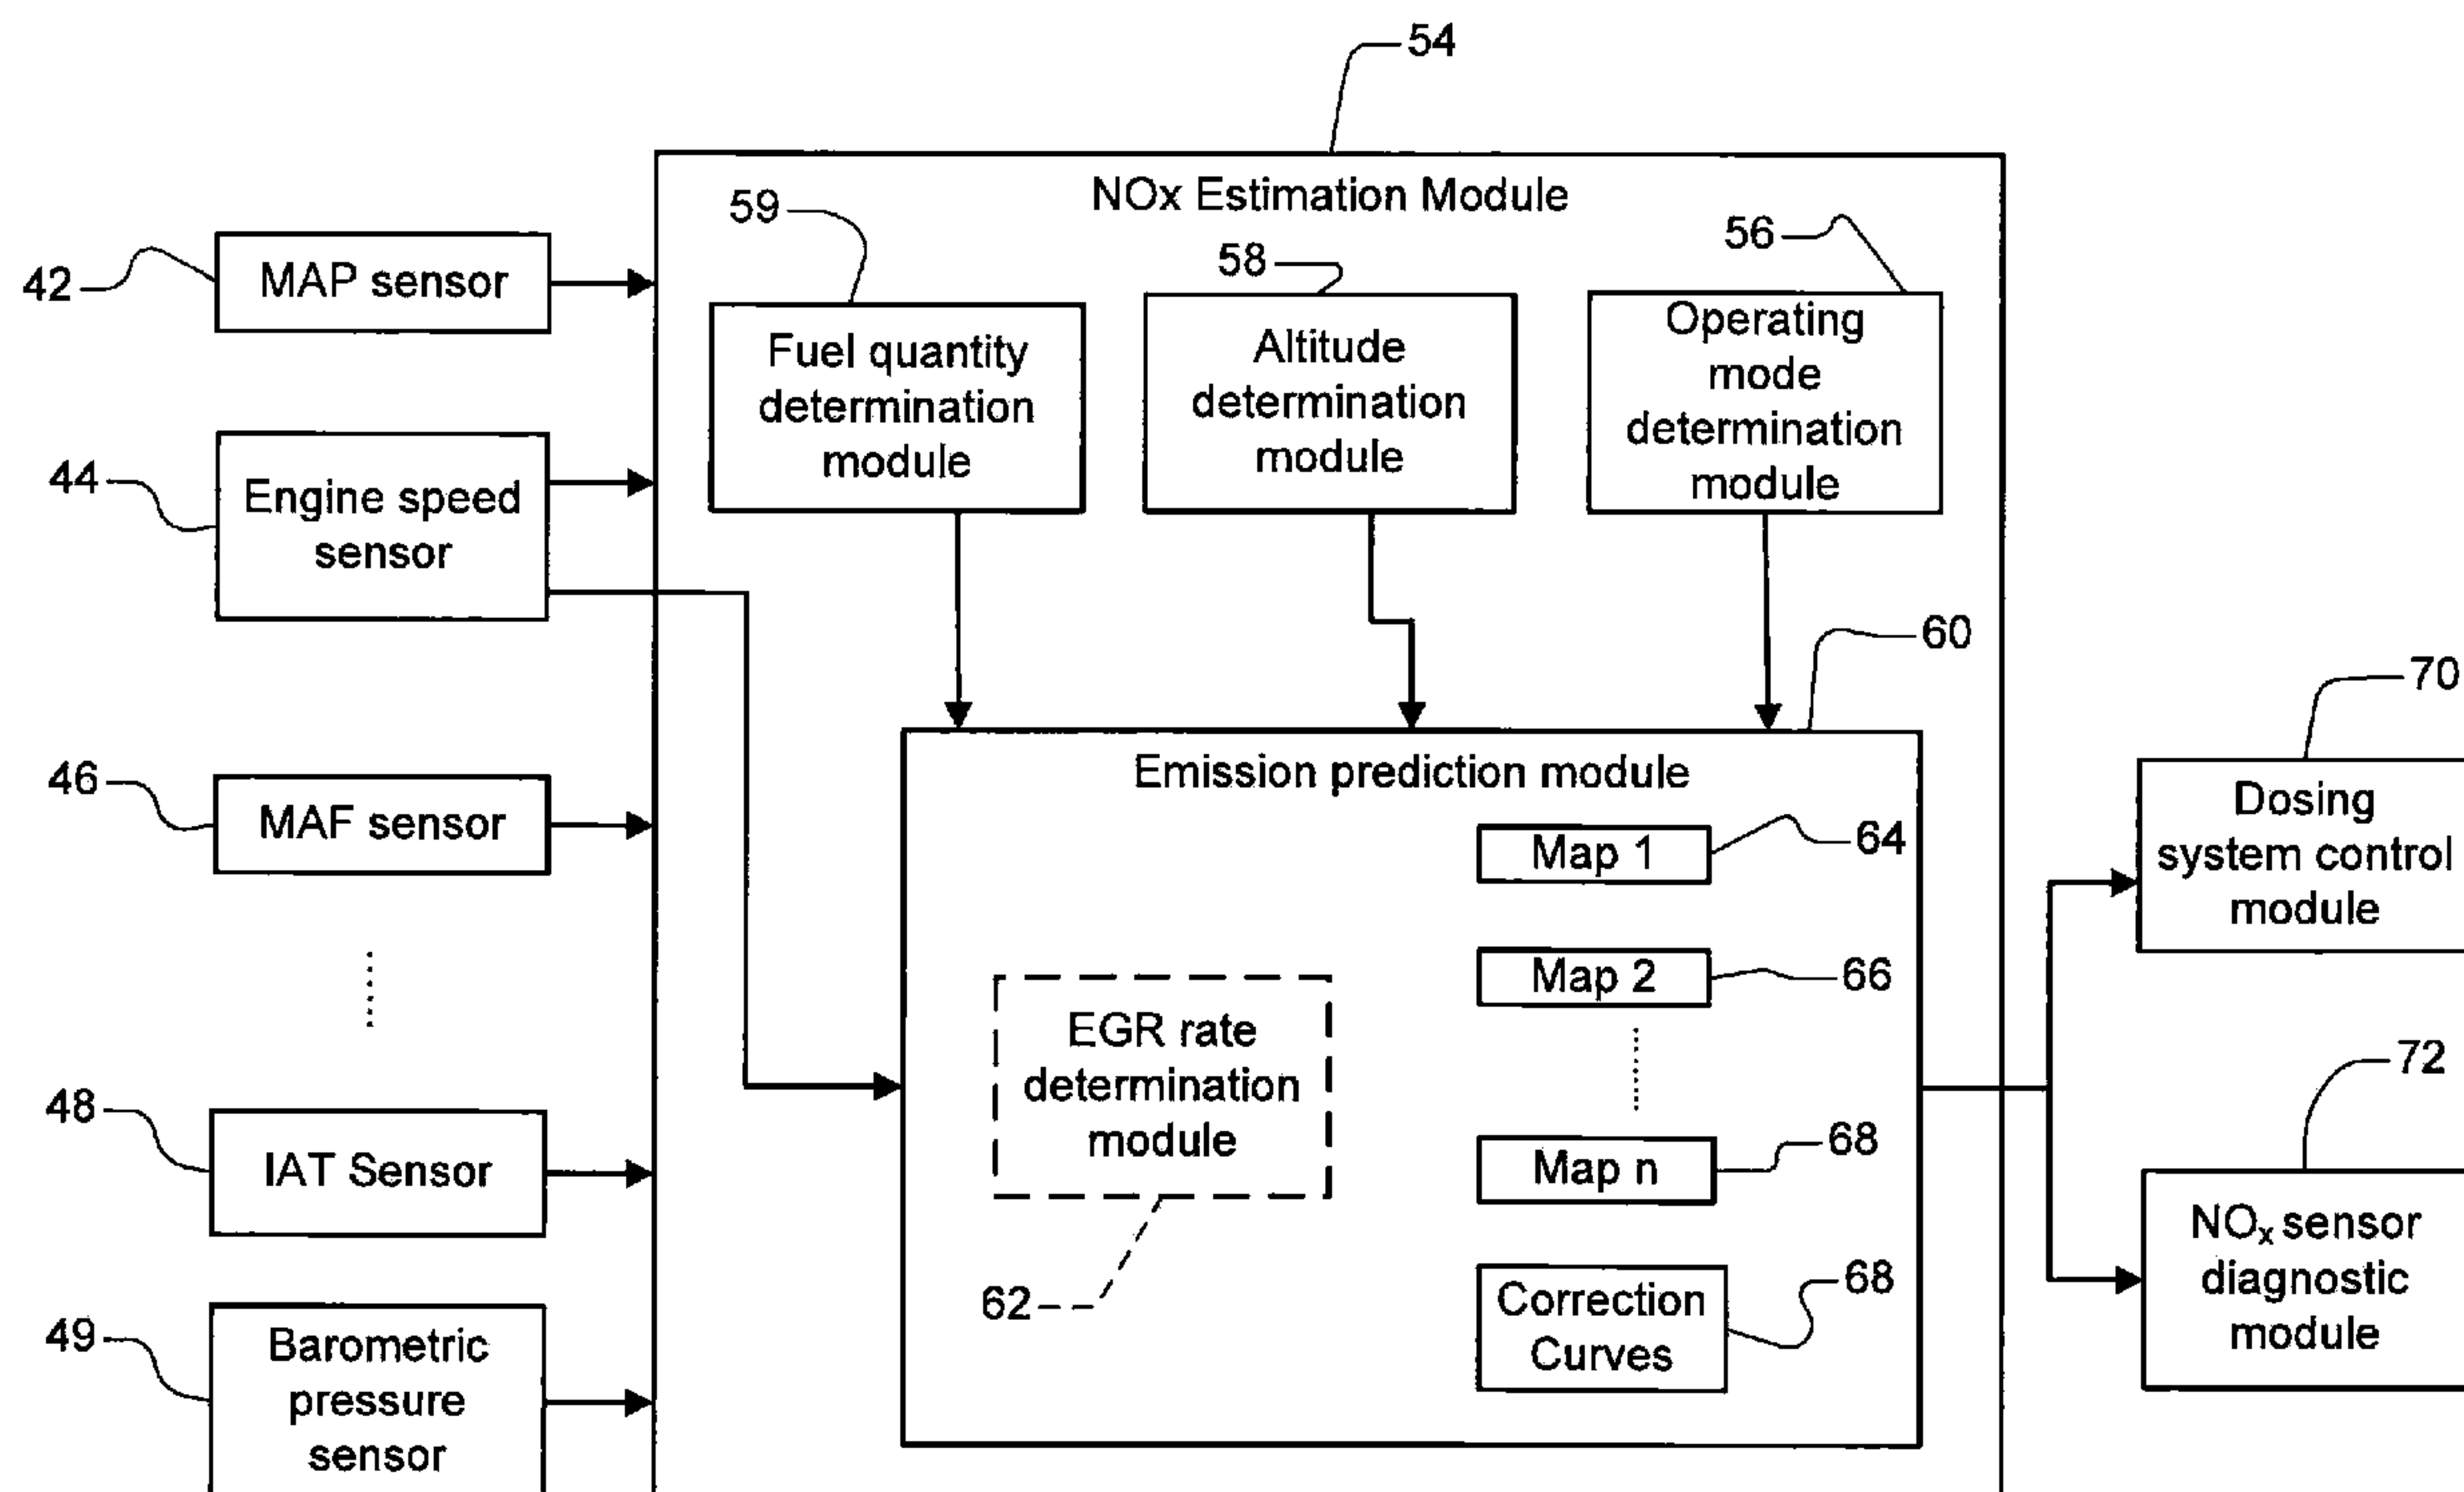 54
NOx Estimation Module
59
58
56
42
MAP sensor
Fuel quantity
determination
module
Altitude
determination
module
Operating
mode
determination
module
44
Engine speed
sensor
60
70
46
MAF sensor
Emission prediction module
Map 1
64
Dosing
system control
module
Map 2
66
EGR rate
determination
module
72
48
IAT Sensor
Map n
68
NOx sensor
diagnostic
module
62
Correction
Curves
68
49
Barometric
pressure
sensor